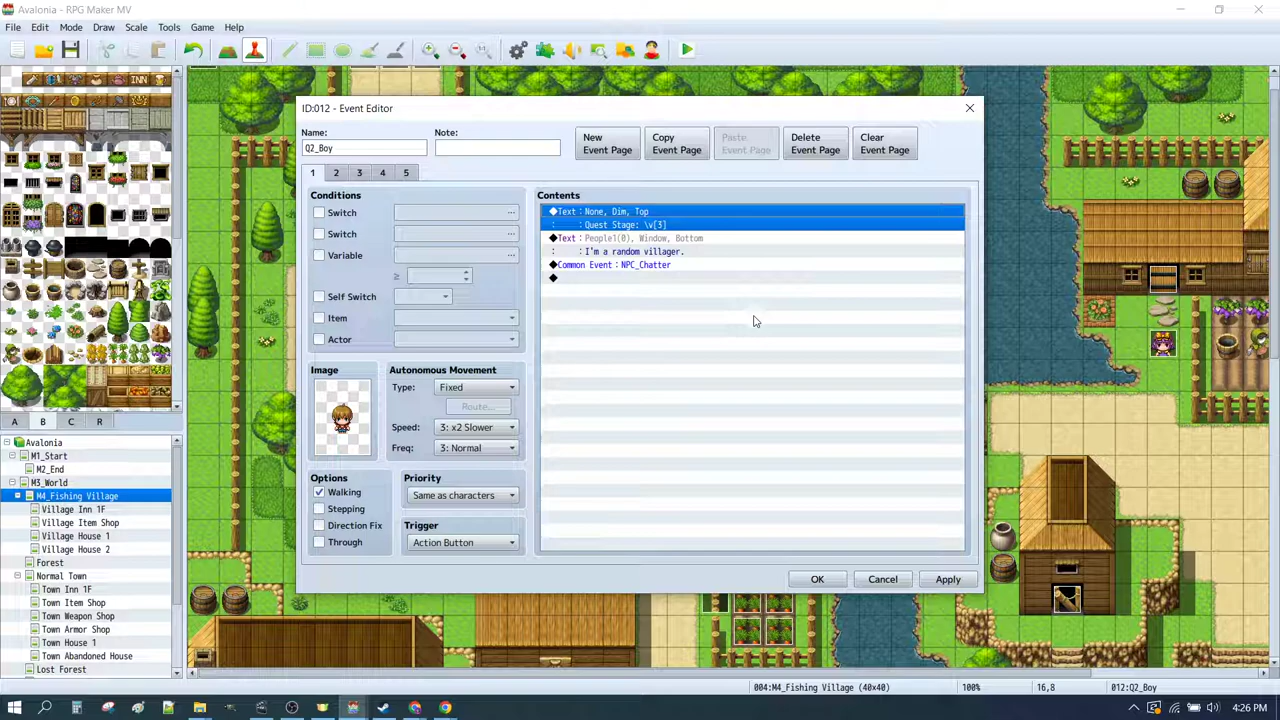 Avalonia - RPG Maker MV
File Edit Mode Draw Scale Tools Game Help
ID:012 - Event Editor
Name:
Note:
Q2_Boy
New Event Page
Copy Event Page
Paste Event Page
Delete Event Page
Clear Event Page
1 2 3 4 5
Conditions
Switch
Switch
Variable
≥
Self Switch
Item
Actor
Image
Autonomous Movement
Type: Fixed
Route...
Speed: 3: x2 Slower
Freq: 3: Normal
Options
Walking
Stepping
Direction Fix
Through
Priority
Same as characters
Trigger
Action Button
Contents
◆Text : None, Dim, Top
: : Quest Stage: \v[3]
◆Text : People1(0), Window, Bottom
: : I'm a random villager.
◆Common Event : NPC_Chatter
◆
OK Cancel Apply
INN
A B C R
Avalonia
M1_Start
M2_End
M3_World
M4_Fishing Village
Village Inn 1F
Village Item Shop
Village House 1
Village House 2
Forest
Normal Town
Town Inn 1F
Town Item Shop
Town Weapon Shop
Town Armor Shop
Town House 1
Town Abandoned House
Lost Forest
004:M4_Fishing Village (40x40) 100% 16,8 012:Q2_Boy
4:26 PM